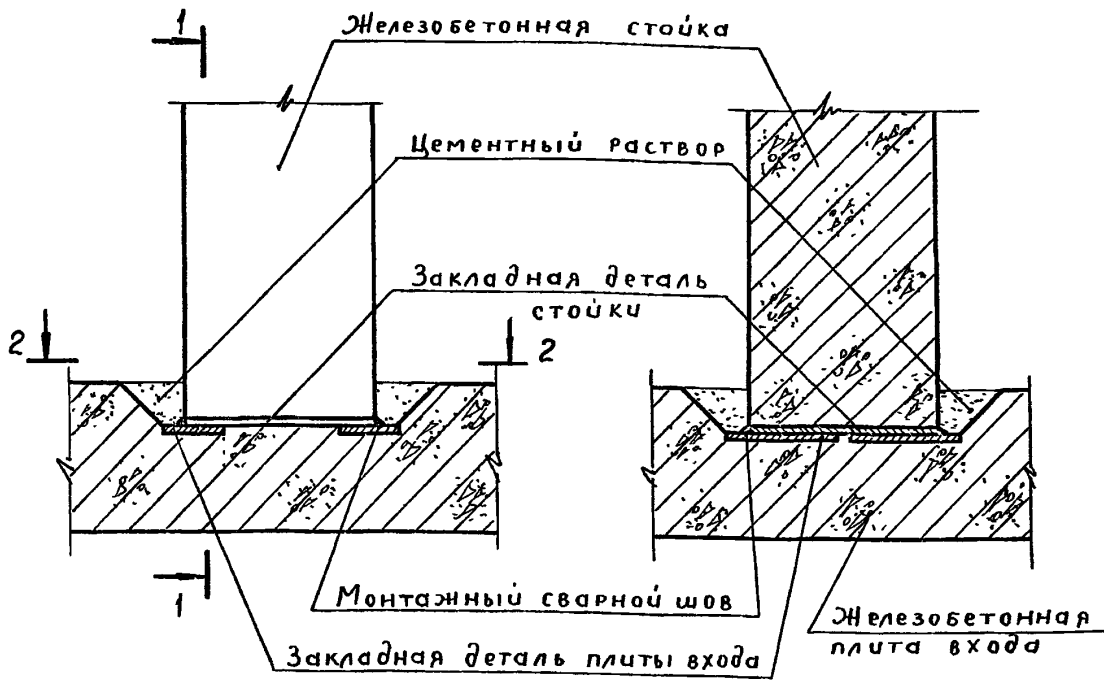 1
Железобетонная стойка
Цементный раствор
Закладная деталь
стойки
2
2
1
Монтажный сварной шов
Железобетонная
плита входа
Закладная деталь плиты входа